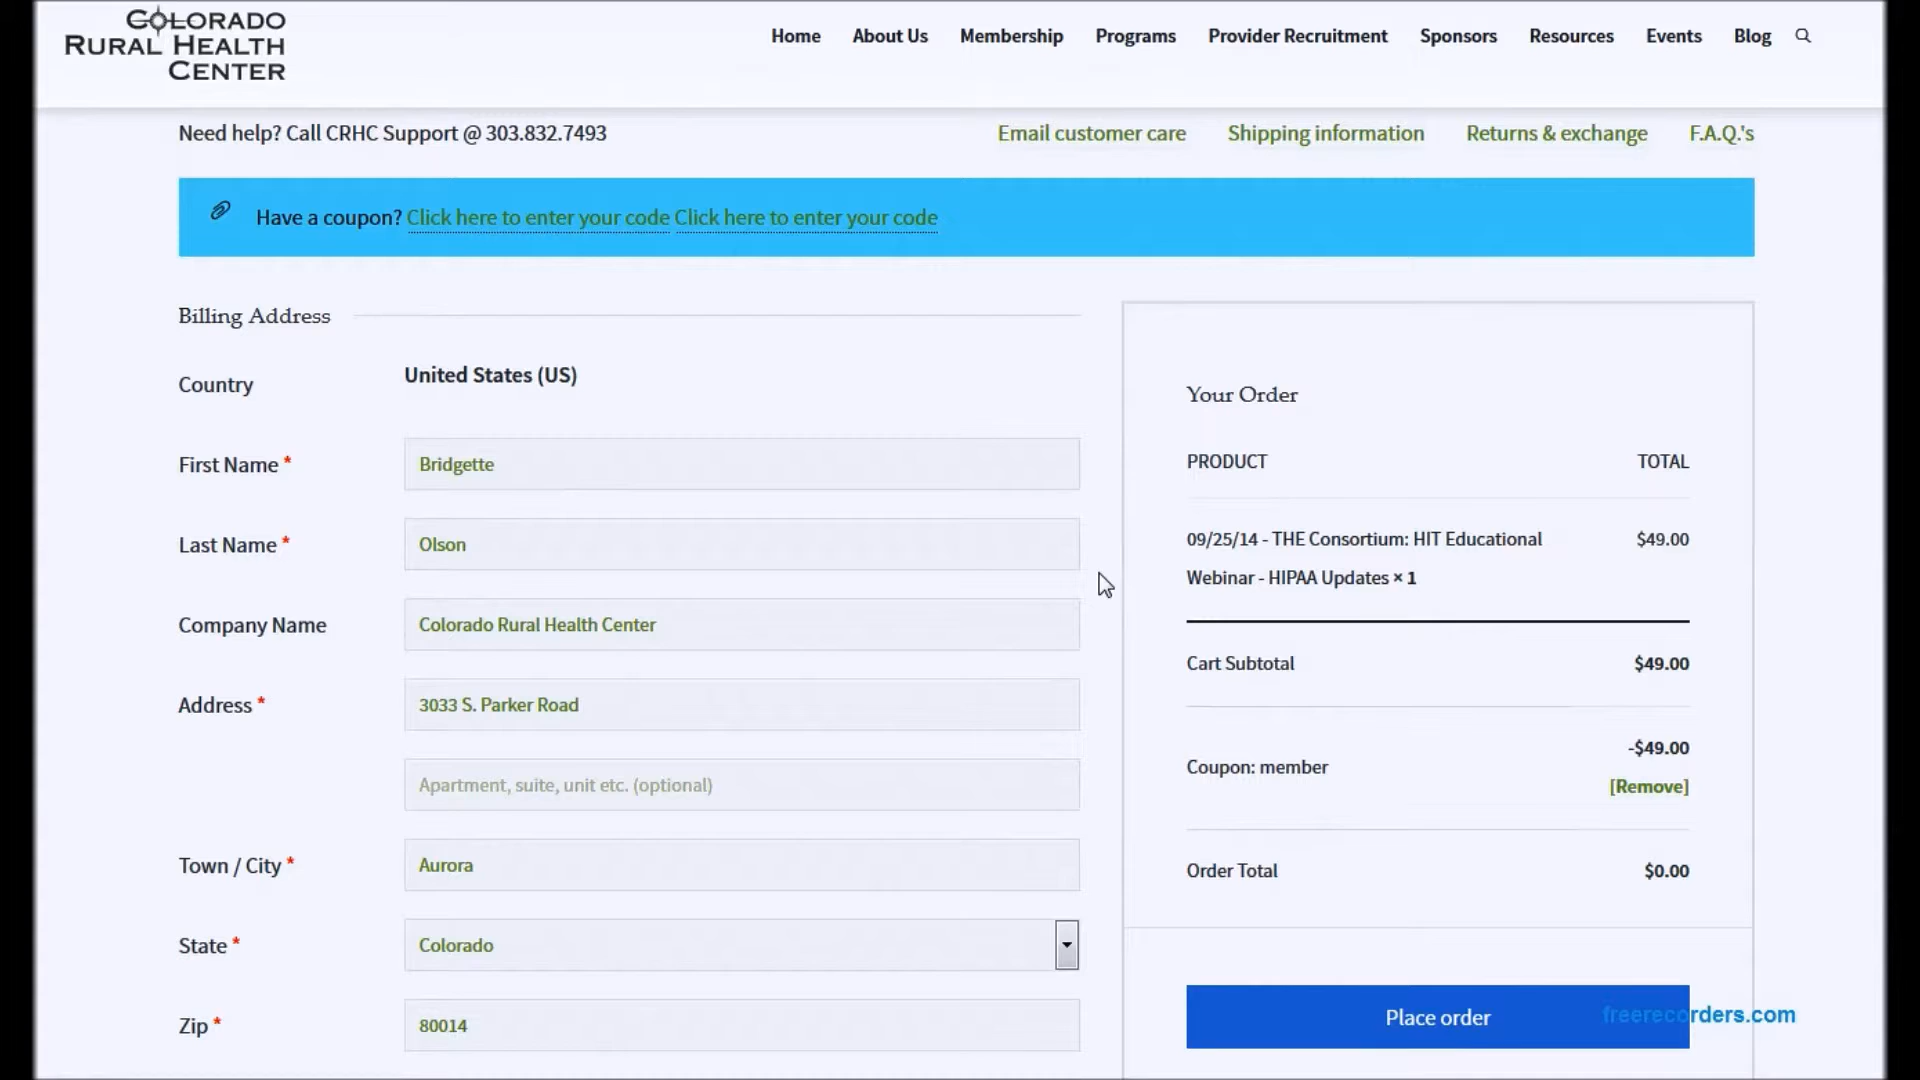 COLORADO
RURAL HEALTH
CENTER
Home About Us Membership Programs Provider Recruitment Sponsors Resources Events Blog
Need help? Call CRHC Support @ 303.832.7493
Email customer care Shipping information Returns & exchange F.A.Q.'s
Have a coupon? Click here to enter your code Click here to enter your code
Billing Address
Country United States (US)
First Name * Bridgette
Last Name * Olson
Company Name Colorado Rural Health Center
Address * 3033 S. Parker Road
Apartment, suite, unit etc. (optional)
Town / City * Aurora
State * Colorado
Zip * 80014
Your Order
PRODUCT TOTAL
09/25/14 - THE Consortium: HIT Educational $49.00
Webinar - HIPAA Updates × 1
Cart Subtotal $49.00
Coupon: member -$49.00
[Remove]
Order Total $0.00
Place order
freerecorders.com